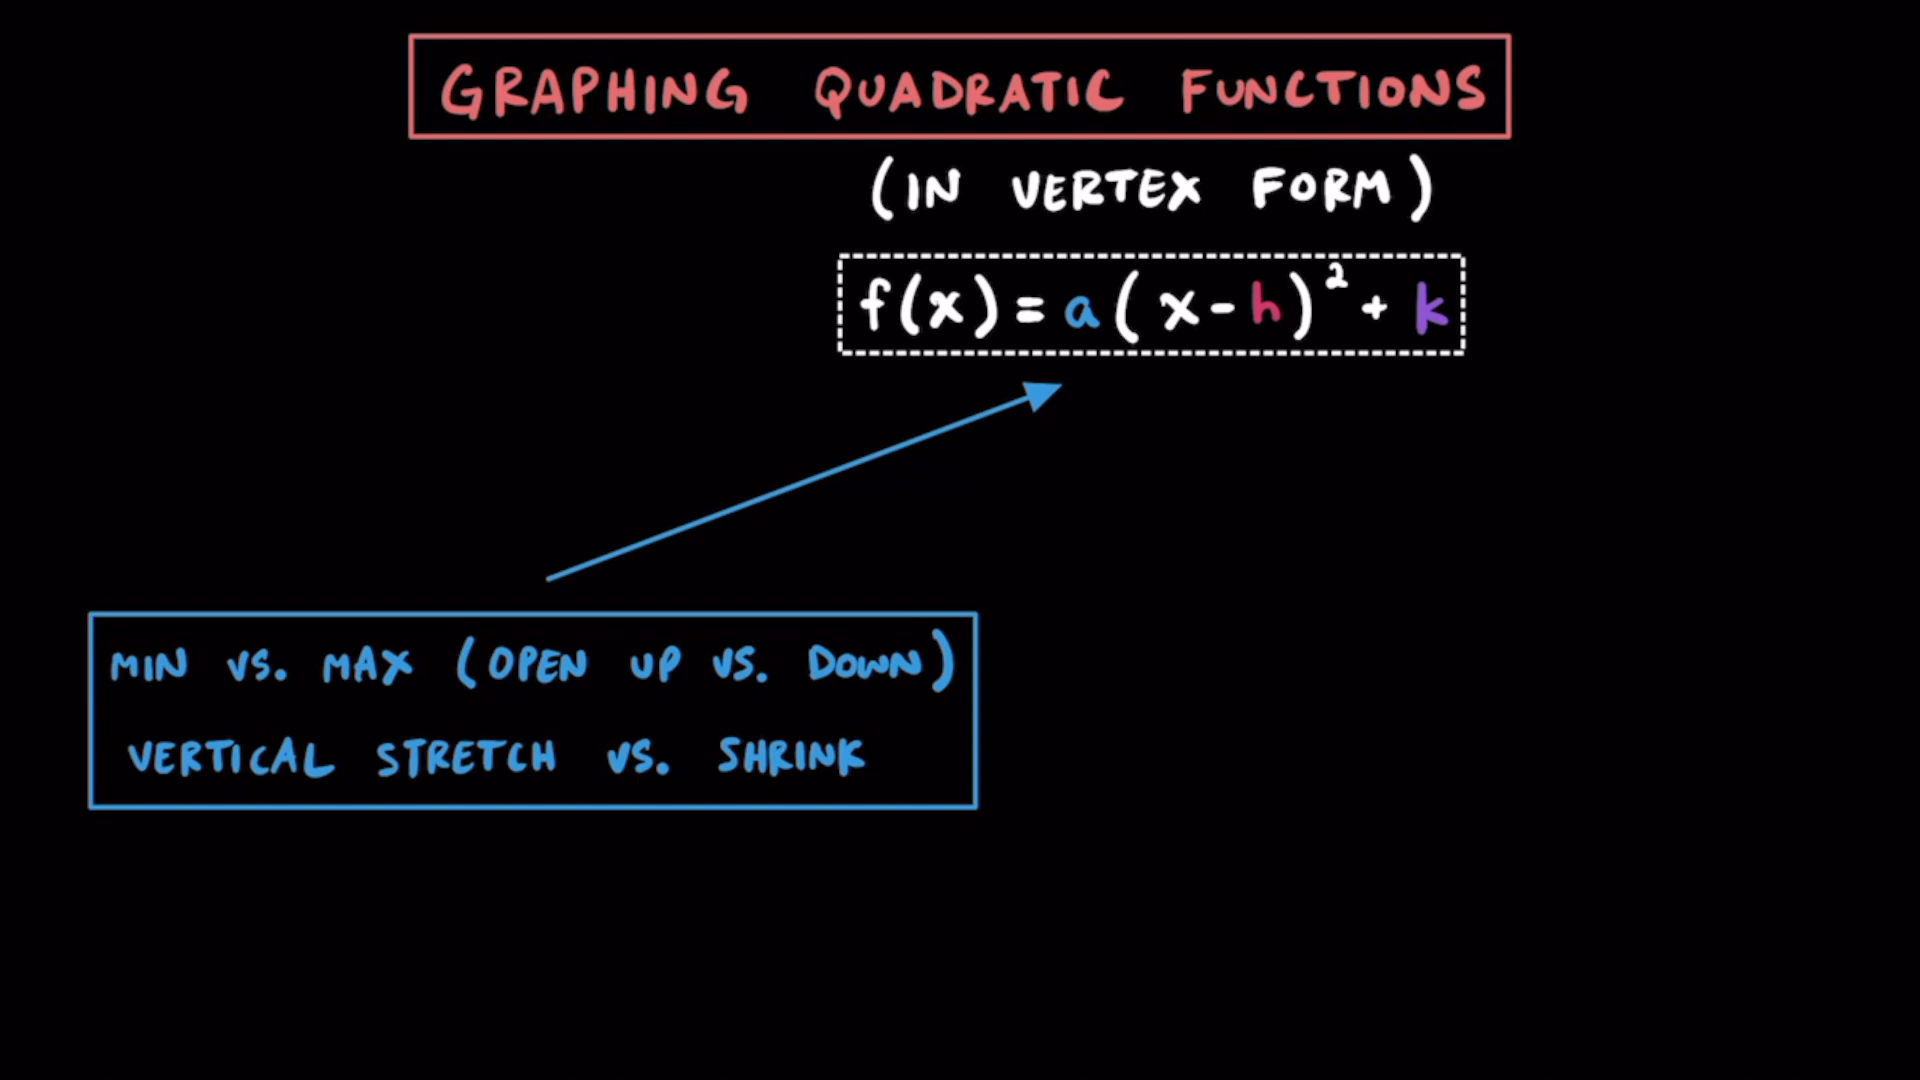 GRAPHING QUADRATIC FUNCTIONS
(IN VERTEX FORM)
f(x) = a(x-h)² + k
MIN VS. MAX (OPEN UP VS. DOWN)
VERTICAL STRETCH VS. SHRINK